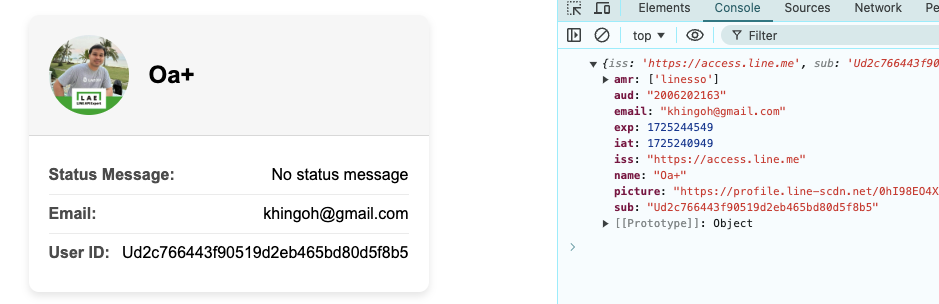 Oa+
LAE
LINE API Expert
Status Message: No status message
Email: khingoh@gmail.com
User ID: Ud2c766443f90519d2eb465bd80d5f8b5
Elements Console Sources Network Pe
top Filter
{iss: 'https://access.line.me', sub: 'Ud2c766443f90
amr: ['linesso']
aud: "2006202163"
email: "khingoh@gmail.com"
exp: 1725244549
iat: 1725240949
iss: "https://access.line.me"
name: "Oa+"
picture: "https://profile.line-scdn.net/0hI98EO4X
sub: "Ud2c766443f90519d2eb465bd80d5f8b5"
[[Prototype]]: Object